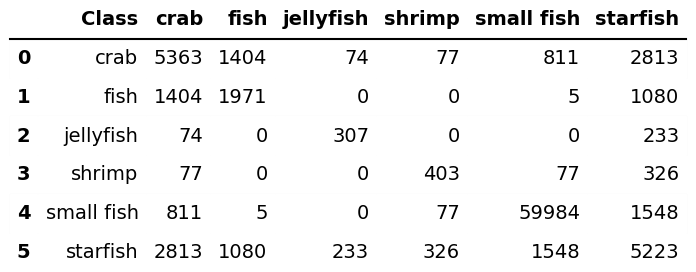 Class crab fish jellyfish shrimp small fish starfish
0 crab 5363 1404 74 77 811 2813
1 fish 1404 1971 0 0 5 1080
2 jellyfish 74 0 307 0 0 233
3 shrimp 77 0 0 403 77 326
4 small fish 811 5 0 77 59984 1548
5 starfish 2813 1080 233 326 1548 5223